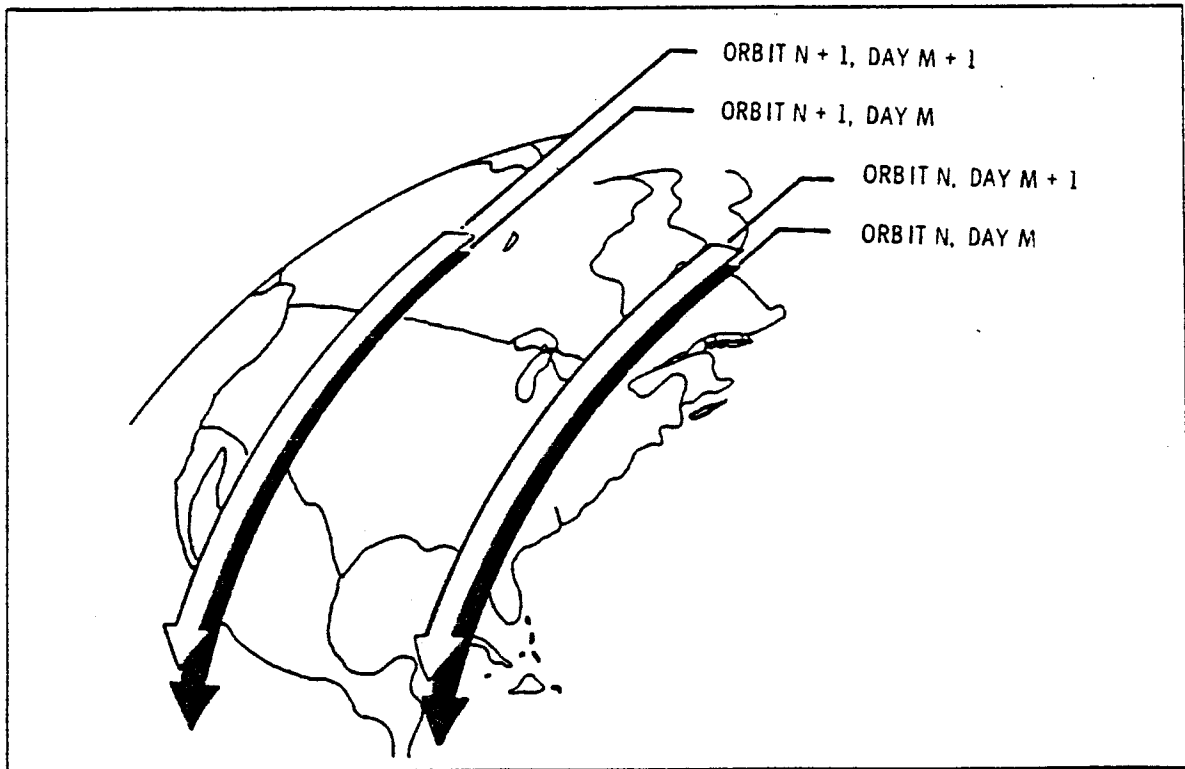 ORBIT N + 1, DAY M + 1
ORBIT N + 1, DAY M
ORBIT N, DAY M + 1
ORBIT N, DAY M